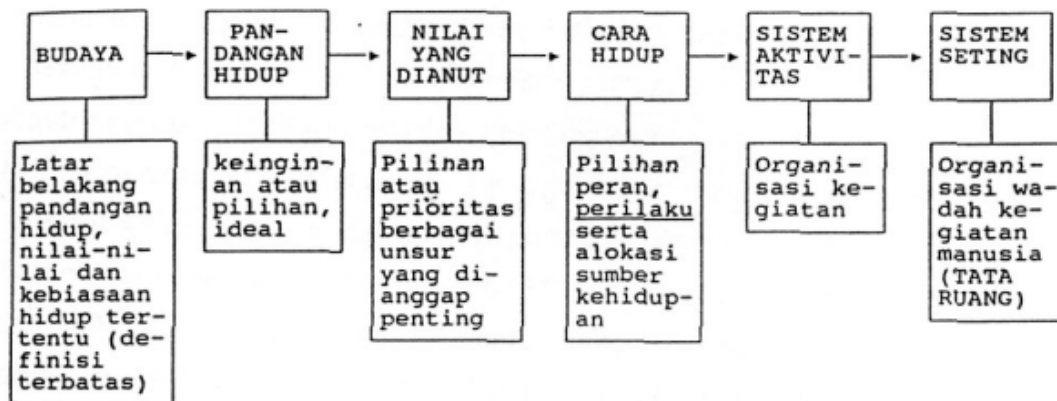 BUDAYA
PAN-
DANGAN
HIDUP
NILAI
YANG
DIANUT
CARA
HIDUP
SISTEM
AKTIVI-
TAS
SISTEM
SETING
Latar
belakang
pandangan
hidup,
nilai-ni-
lai dan
kebiasaan
hidup ter-
tentu (de-
finisi
terbatas)
keingin-
an atau
pilihan,
ideal
Pilinan
atau
prioritas
berbagai
unsur
yang di-
anggap
penting
Pilihan
peran,
perilaku
serta
alokasi
sumber
kehidup-
an
Organi-
sasi ke-
giatan
Organi-
sasi wa-
dah ke-
giatan
manusia
(TATA
RUANG)